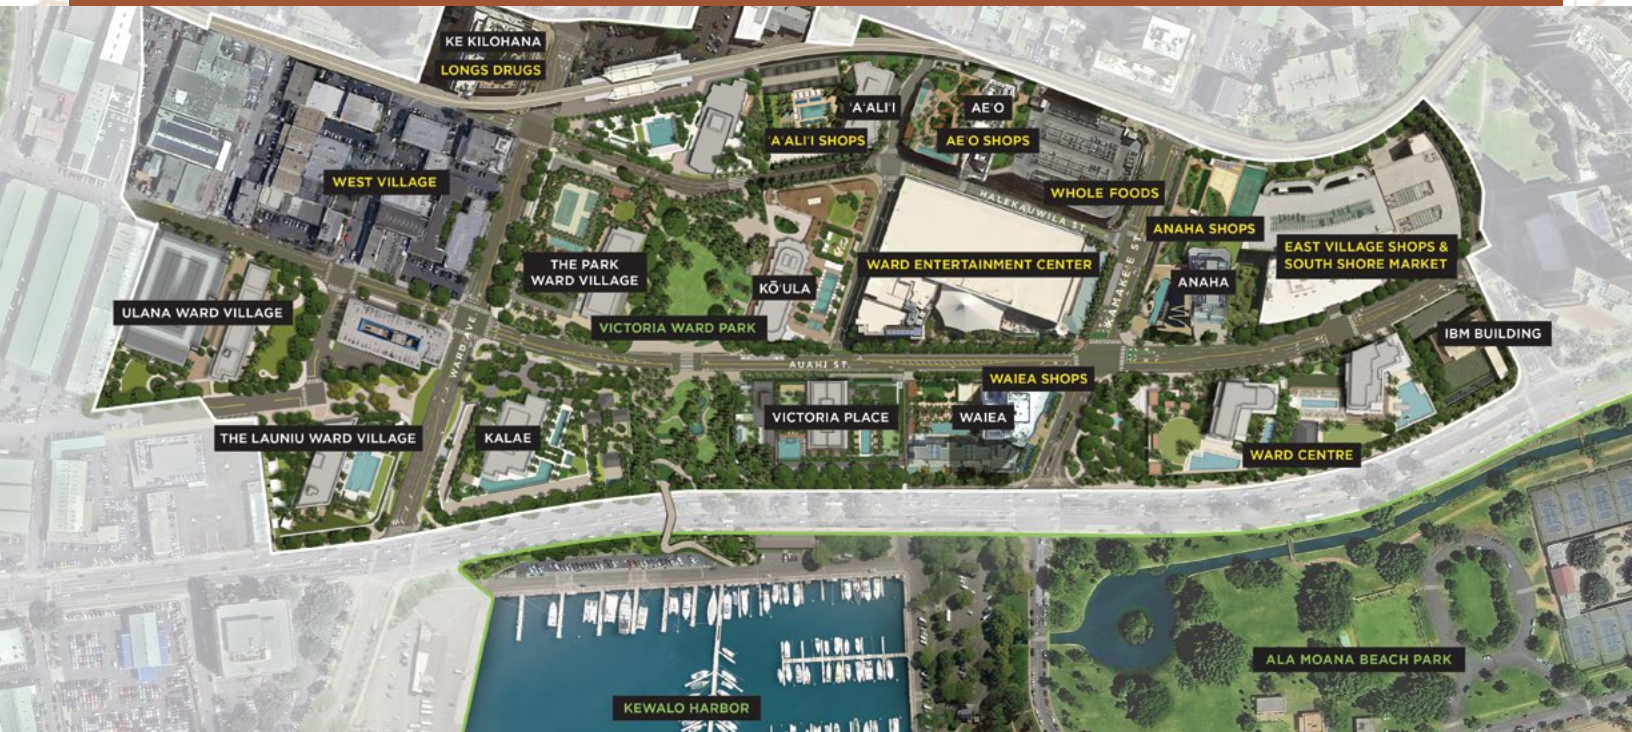 KE KILOHANA
LONGS DRUGS
'A'ALI'I
AE'O
'A'ALI'I SHOPS
AE'O SHOPS
WEST VILLAGE
WHOLE FOODS
HALEKAUWILA ST.
ANAHA SHOPS
EAST VILLAGE SHOPS &
SOUTH SHORE MARKET
THE PARK
WARD VILLAGE
WARD ENTERTAINMENT CENTER
KŌ'ULA
ANAHA
KAMAKE'E ST.
ULANA WARD VILLAGE
VICTORIA WARD PARK
IBM BUILDING
WARD AVE.
AUAHI ST.
WAIEA SHOPS
THE LAUNIU WARD VILLAGE
KALAE
VICTORIA PLACE
WAIEA
WARD CENTRE
ALA MOANA BEACH PARK
KEWALO HARBOR